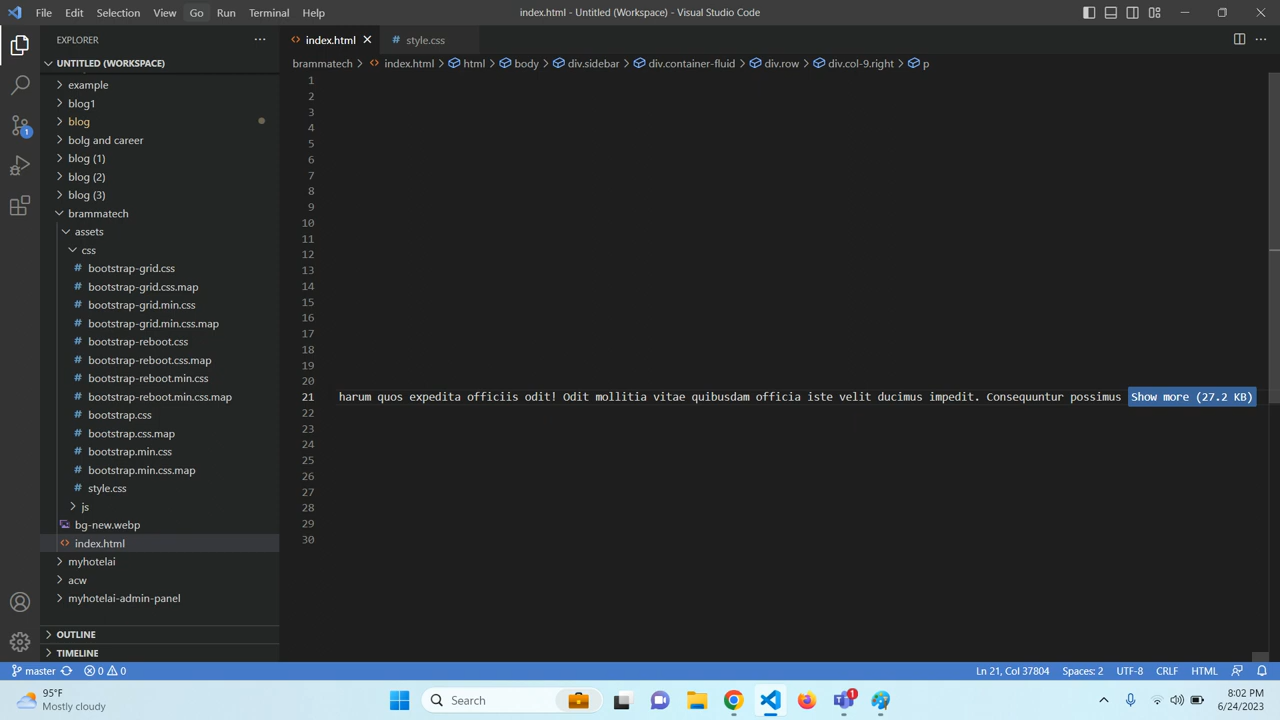 File Edit Selection View Go Run Terminal Help index.html - Untitled (Workspace) - Visual Studio Code
EXPLORER
index.html
style.css
UNTITLED (WORKSPACE)
brammatech index.html html body div.sidebar div.container-fluid div.row div.col-9.right p
example
blog1
blog
bolg and career
blog (1)
blog (2)
blog (3)
brammatech
assets
css
bootstrap-grid.css
bootstrap-grid.css.map
bootstrap-grid.min.css
bootstrap-grid.min.css.map
bootstrap-reboot.css
bootstrap-reboot.css.map
bootstrap-reboot.min.css
bootstrap-reboot.min.css.map
bootstrap.css
bootstrap.css.map
bootstrap.min.css
bootstrap.min.css.map
style.css
js
bg-new.webp
index.html
myhotelai
acw
myhotelai-admin-panel
OUTLINE
TIMELINE
1
2
3
4
5
6
7
8
9
10
11
12
13
14
15
16
17
18
19
20
21 harum quos expedita officiis odit! Odit mollitia vitae quibusdam officia iste velit ducimus impedit. Consequuntur possimus Show more (27.2 KB)
22
23
24
25
26
27
28
29
30
1
master 0 0 Ln 21, Col 37804 Spaces: 2 UTF-8 CRLF HTML
95°F
Mostly cloudy
Search
1
8:02 PM
6/24/2023